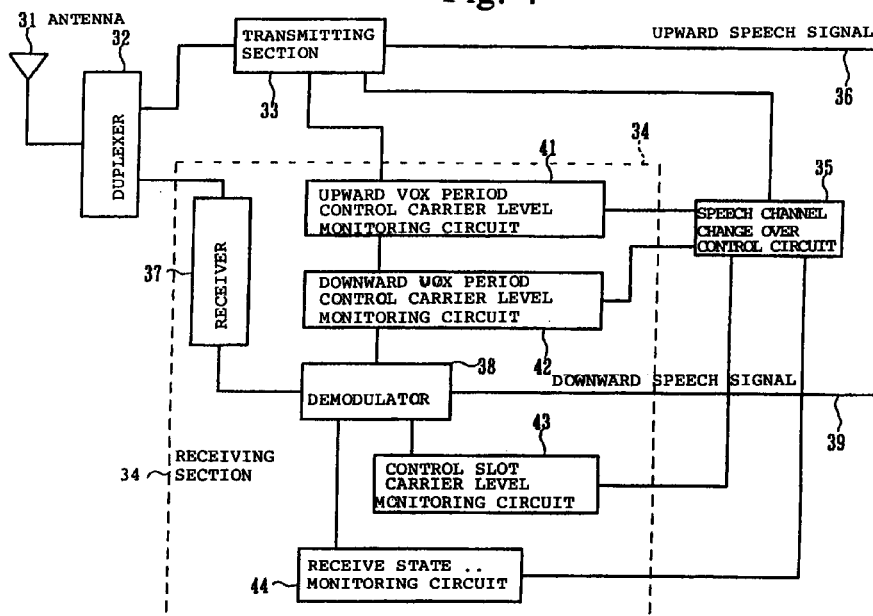 31 ANTENNA
32
DUPLEXER
TRANSMITTING
SECTION
33
UPWARD SPEECH SIGNAL
36
34
41
UPWARD VOX PERIOD
CONTROL CARRIER LEVEL
MONITORING CIRCUIT
35
SPEECH CHANNEL
CHANGE OVER
CONTROL CIRCUIT
37
RECEIVER
DOWNWARD VOX PERIOD
CONTROL CARRIER LEVEL
MONITORING CIRCUIT
42
38
DEMODULATOR
DOWNWARD SPEECH SIGNAL
39
43
CONTROL SLOT
CARRIER LEVEL
MONITORING CIRCUIT
34 RECEIVING
SECTION
RECEIVE STATE ..
MONITORING CIRCUIT
44